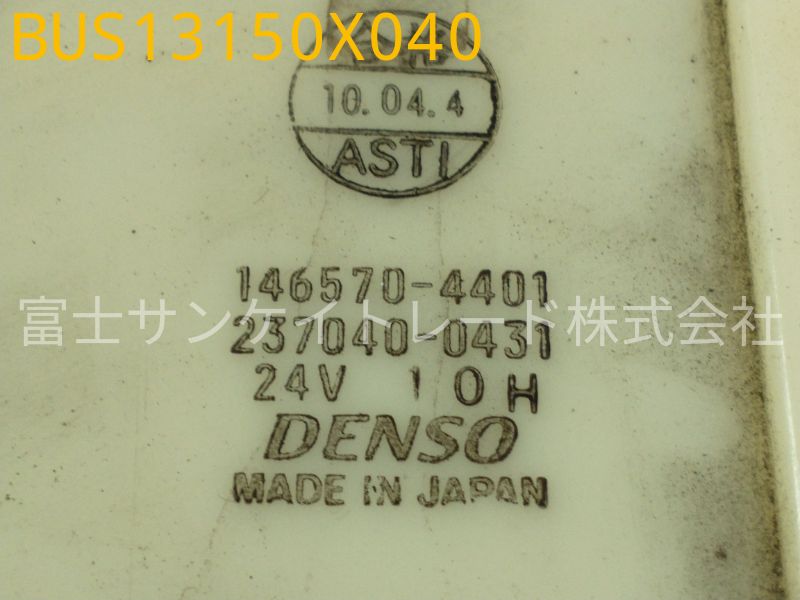 BUS13150X040
10.04.4
ASTI
146570-4401
富士サンケイトレード株式会社
237040-0431
24V 10H
DENSO
MADE IN JAPAN